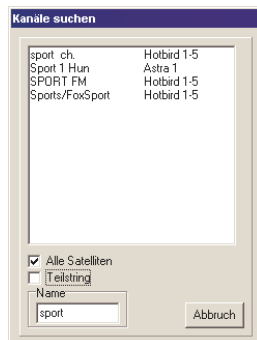 Kanäle suchen
sport ch. Hotbird 1-5
Sport 1 Hun Astra 1
SPORT FM Hotbird 1-5
Sports/FoxSport Hotbird 1-5
Alle Satelliten
Teilstring
Name
sport
Abbruch